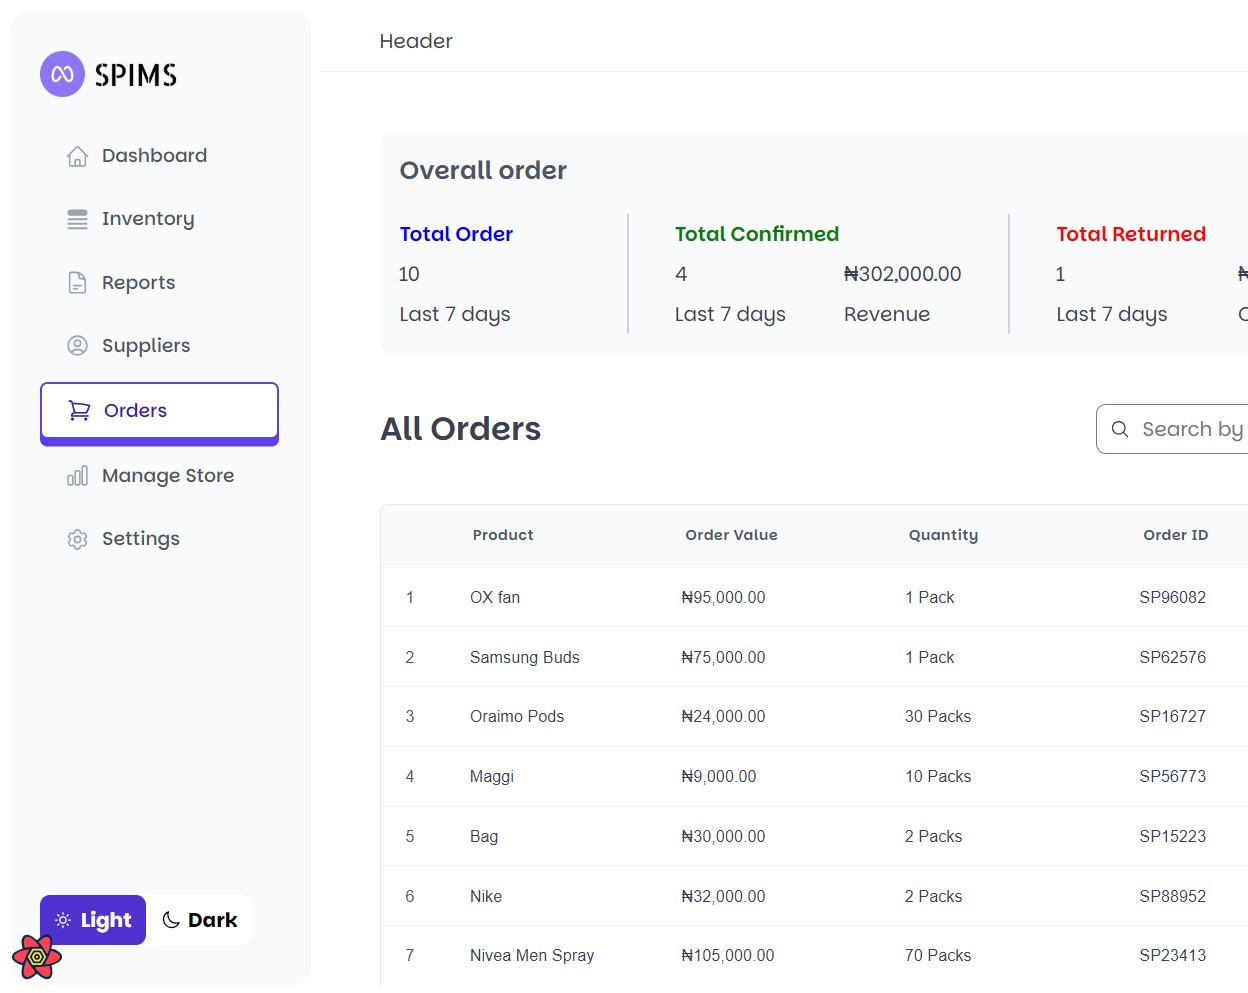 SPIMS
Dashboard
Inventory
Reports
Suppliers
Orders
Manage Store
Settings
Light Dark
Header
Overall order
Total Order Total Confirmed Total Returned
10 4 ₦302,000.00 1 ₦
Last 7 days Last 7 days Revenue Last 7 days
All Orders Search by
Product Order Value Quantity Order ID
1 OX fan ₦95,000.00 1 Pack SP96082
2 Samsung Buds ₦75,000.00 1 Pack SP62576
3 Oraimo Pods ₦24,000.00 30 Packs SP16727
4 Maggi ₦9,000.00 10 Packs SP56773
5 Bag ₦30,000.00 2 Packs SP15223
6 Nike ₦32,000.00 2 Packs SP88952
7 Nivea Men Spray ₦105,000.00 70 Packs SP23413